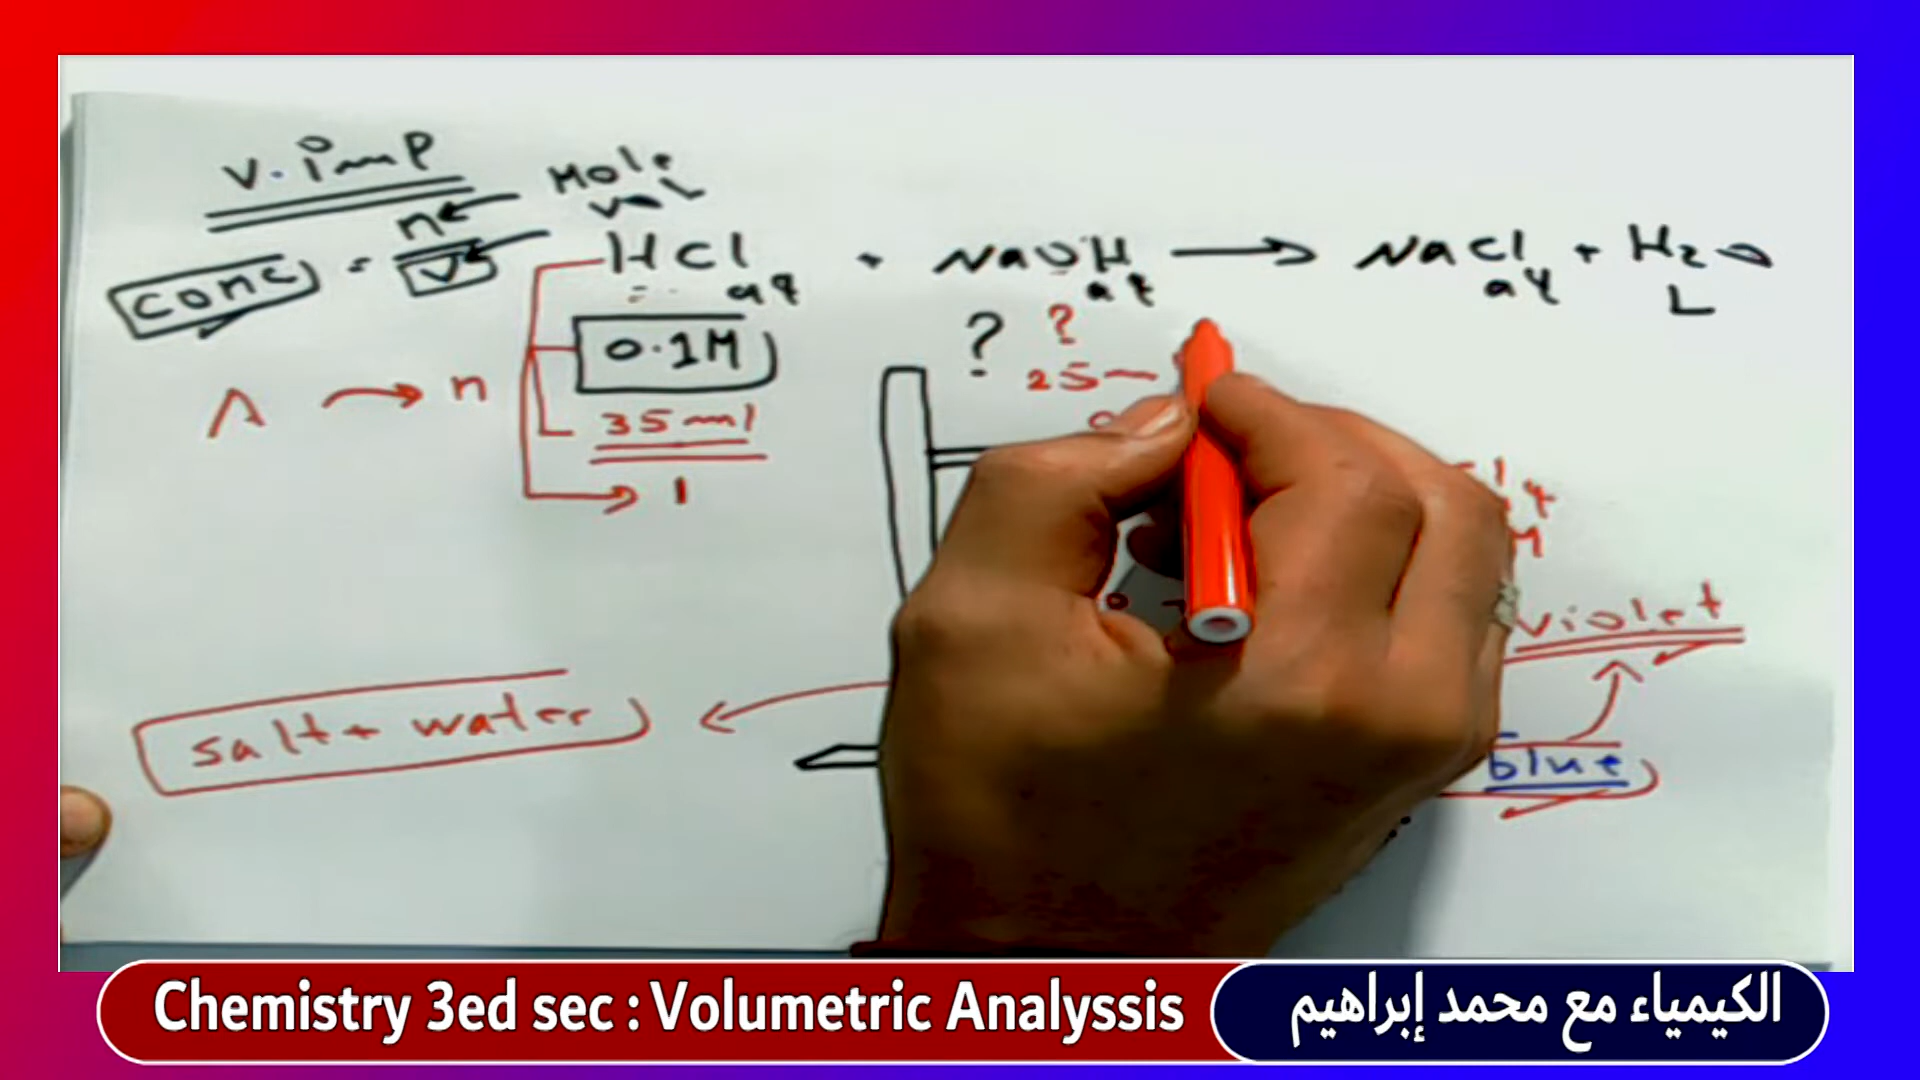 V. imp
Mole
Vol
conc = n
V
HCl aq + NaOH aq → NaCl aq + H2O L
0.1M
? ?
25m
A → n
35 ml
1
M
violet
salt + water
blue
Chemistry 3ed sec : Volumetric Analyssis
الكيمياء مع محمد إبراهيم